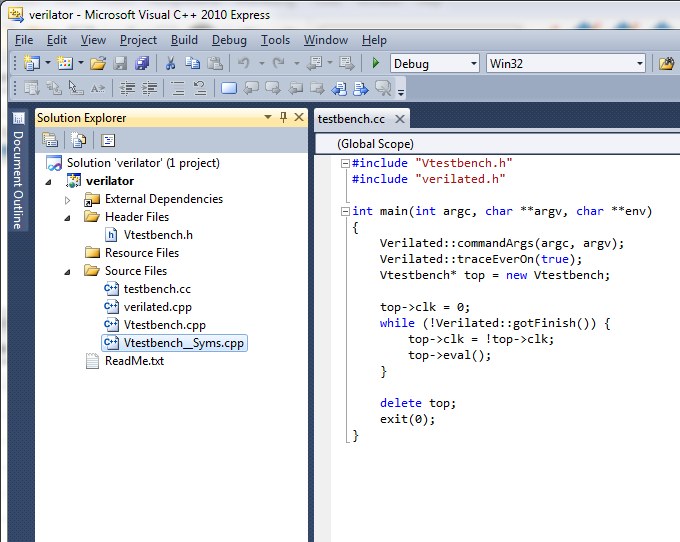 verilator - Microsoft Visual C++ 2010 Express
File Edit View Project Build Debug Tools Window Help
Debug Win32
Document Outline
Solution Explorer
Solution 'verilator' (1 project)
verilator
External Dependencies
Header Files
Vtestbench.h
Resource Files
Source Files
testbench.cc
verilated.cpp
Vtestbench.cpp
Vtestbench__Syms.cpp
ReadMe.txt
testbench.cc
(Global Scope)
#include "Vtestbench.h"
#include "verilated.h"
int main(int argc, char **argv, char **env)
{
Verilated::commandArgs(argc, argv);
Verilated::traceEverOn(true);
Vtestbench* top = new Vtestbench;
top->clk = 0;
while (!Verilated::gotFinish()) {
top->clk = !top->clk;
top->eval();
}
delete top;
exit(0);
}